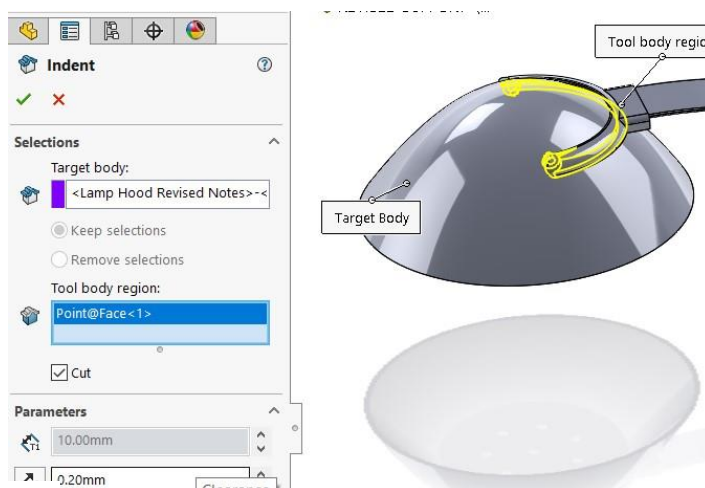 Indent
Selections
Target body:
<Lamp Hood Revised Notes>-<
Keep selections
Remove selections
Tool body region:
Point@Face<1>
Cut
Parameters
T1
10.00mm
0.20mm
Tool body regio
Target Body